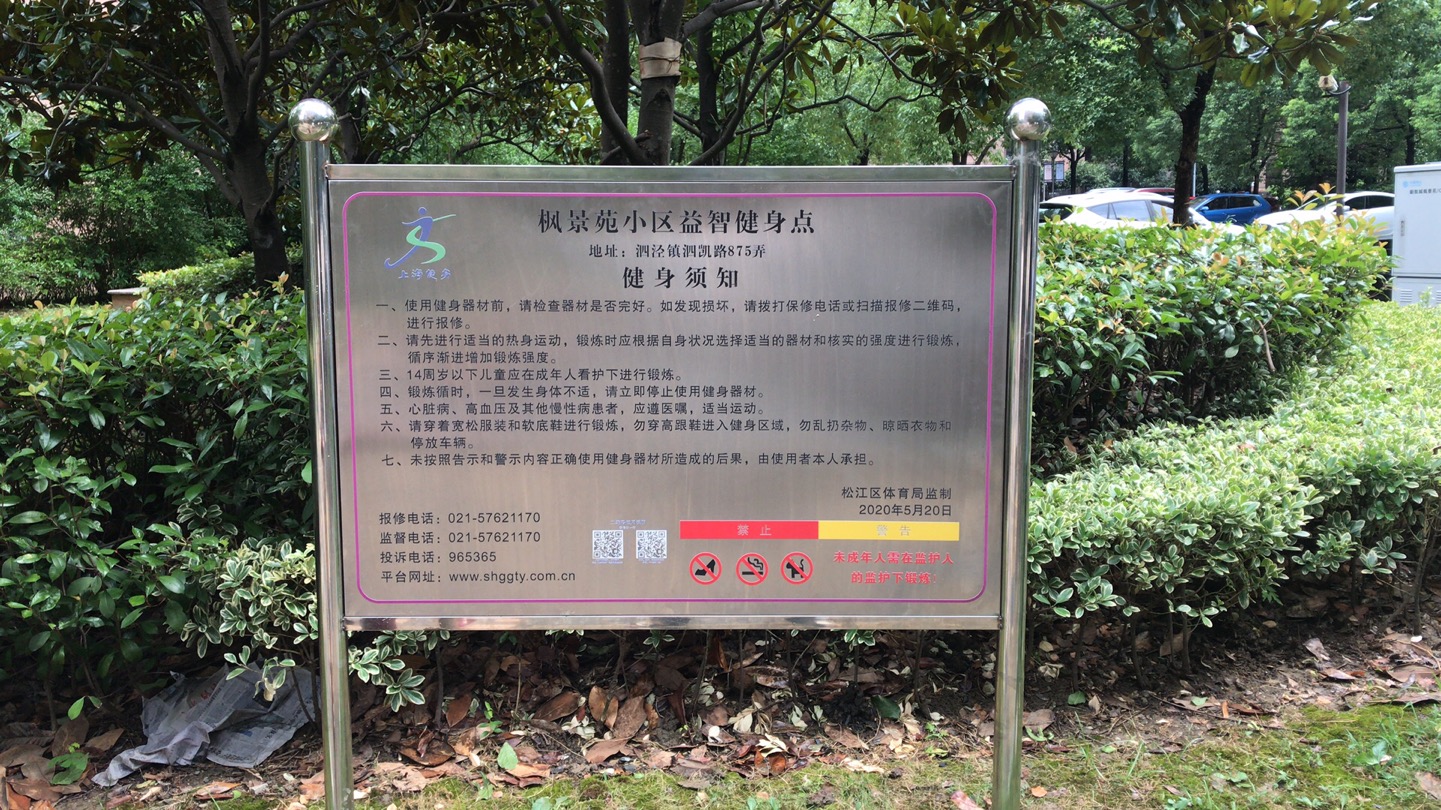 枫景苑小区益智健身点
地址：泗泾镇泗凯路875弄
健身须知
上海健身
一、使用健身器材前，请检查器材是否完好。如发现损坏，请拨打保修电话或扫描报修二维码，
进行报修。
二、请先进行适当的热身运动，锻炼时应根据自身状况选择适当的器材和核实的强度进行锻炼，
循序渐进增加锻炼强度。
三、14周岁以下儿童应在成年人看护下进行锻炼。
四、锻炼循时，一旦发生身体不适，请立即停止使用健身器材。
五、心脏病、高血压及其他慢性病患者，应遵医嘱，适当运动。
六、请穿着宽松服装和软底鞋进行锻炼，勿穿高跟鞋进入健身区域，勿乱扔杂物、晾晒衣物和
停放车辆。
七、未按照告示和警示内容正确使用健身器材所造成的后果，由使用者本人承担。
松江区体育局监制
2020年5月20日
报修电话：021-57621170
监督电话：021-57621170
投诉电话：965365
平台网址：www.shggty.com.cn
禁止
警告
未成年人需在监护人
的监护下锻炼